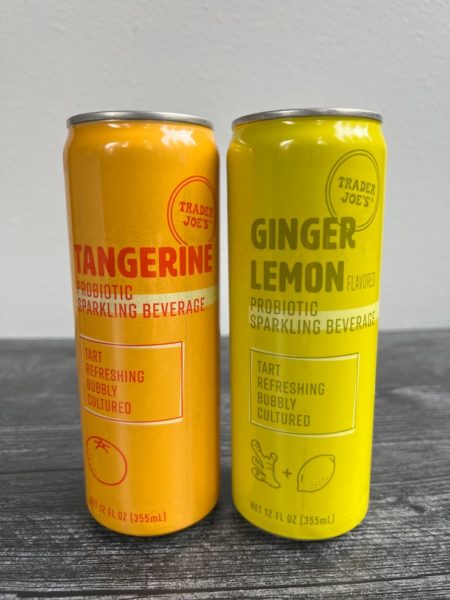 TRADER
JOE'S
TANGERINE
PROBIOTIC
SPARKLING BEVERAGE
TART
REFRESHING
BUBBLY
CULTURED
NET 12 FL OZ (355mL)
TRADER
JOE'S
GINGER
LEMON FLAVORED
PROBIOTIC
SPARKLING BEVERAGE
TART
REFRESHING
BUBBLY
CULTURED
+
NET 12 FL OZ (355mL)